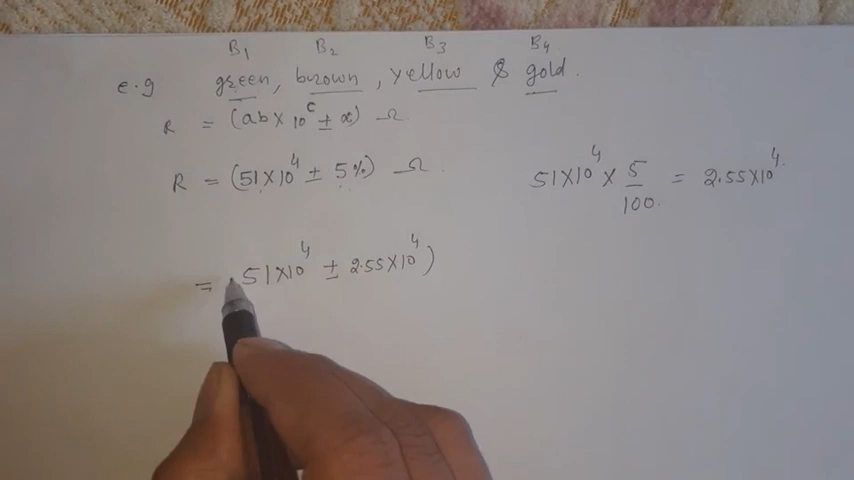 B1 B2 B3 B4
e.g green, brown, yellow & gold.
R = (ab × 10^c ± x) Ω
R = (51×10^4 ± 5%) Ω
51×10^4 × 5/100 = 2.55×10^4.
= 51×10^4 ± 2.55×10^4)